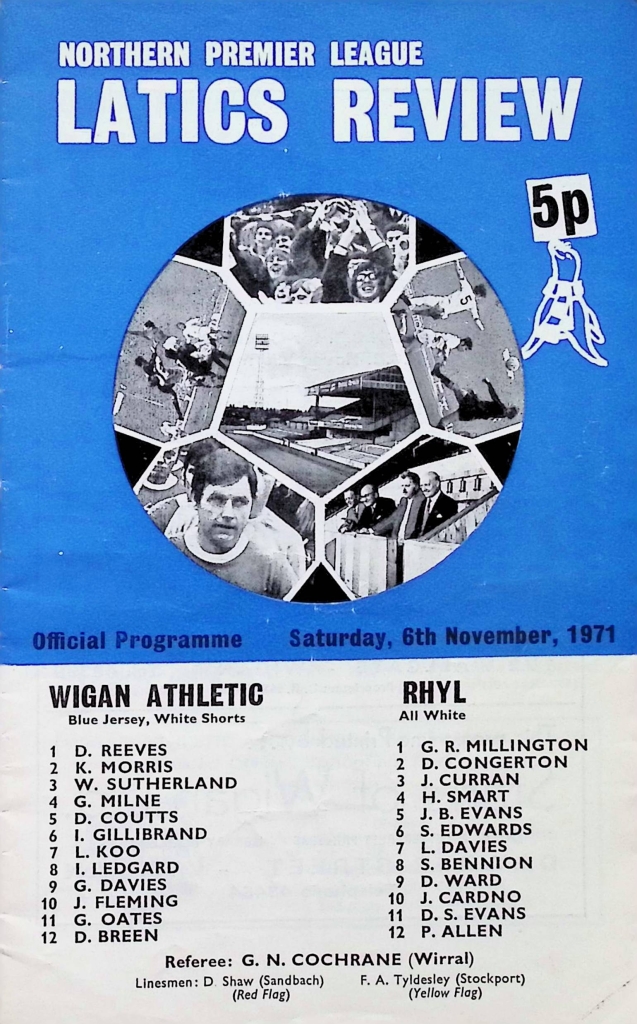 NORTHERN PREMIER LEAGUE
LATICS REVIEW
5p
5
Official Programme Saturday, 6th November, 1971
WIGAN ATHLETIC
Blue Jersey, White Shorts
1 D. REEVES
2 K. MORRIS
3 W. SUTHERLAND
4 G. MILNE
5 D. COUTTS
6 I. GILLIBRAND
7 L. KOO
8 I. LEDGARD
9 G. DAVIES
10 J. FLEMING
11 G. OATES
12 D. BREEN
RHYL
All White
1 G. R. MILLINGTON
2 D. CONGERTON
3 J. CURRAN
4 H. SMART
5 J. B. EVANS
6 S. EDWARDS
7 L. DAVIES
8 S. BENNION
9 D. WARD
10 J. CARDNO
11 D. S. EVANS
12 P. ALLEN
Referee: G. N. COCHRANE (Wirral)
Linesmen: D. Shaw (Sandbach) F. A. Tyldesley (Stockport)
(Red Flag) (Yellow Flag)